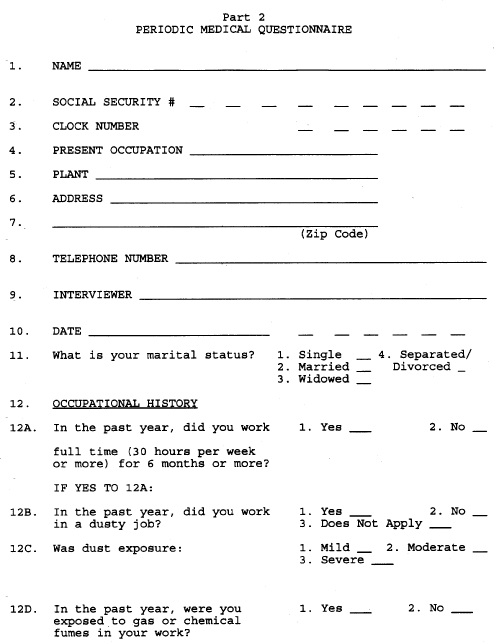 Part 2
PERIODIC MEDICAL QUESTIONNAIRE
1. NAME
2. SOCIAL SECURITY #
3. CLOCK NUMBER
4. PRESENT OCCUPATION
5. PLANT
6. ADDRESS
7.
(Zip Code)
8. TELEPHONE NUMBER
9. INTERVIEWER
10. DATE
11. What is your marital status? 1. Single __ 4. Separated/
2. Married __ Divorced _
3. Widowed __
12. OCCUPATIONAL HISTORY
12A. In the past year, did you work 1. Yes ___ 2. No __
full time (30 hours per week
or more) for 6 months or more?
IF YES TO 12A:
12B. In the past year, did you work 1. Yes ___ 2. No __
in a dusty job? 3. Does Not Apply ___
12C. Was dust exposure: 1. Mild __ 2. Moderate __
3. Severe ___
12D. In the past year, were you 1. Yes ___ 2. No ___
exposed to gas or chemical
fumes in your work?